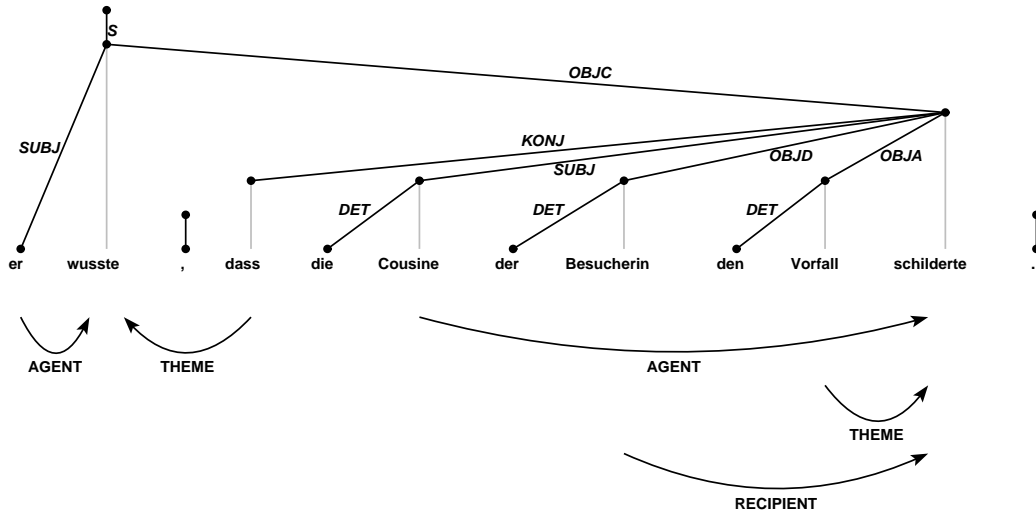 S
OBJC
SUBJ
KONJ
SUBJ
OBJD
OBJA
DET
DET
DET
er wusste , dass die Cousine der Besucherin den Vorfall schilderte .
AGENT THEME AGENT
THEME
RECIPIENT